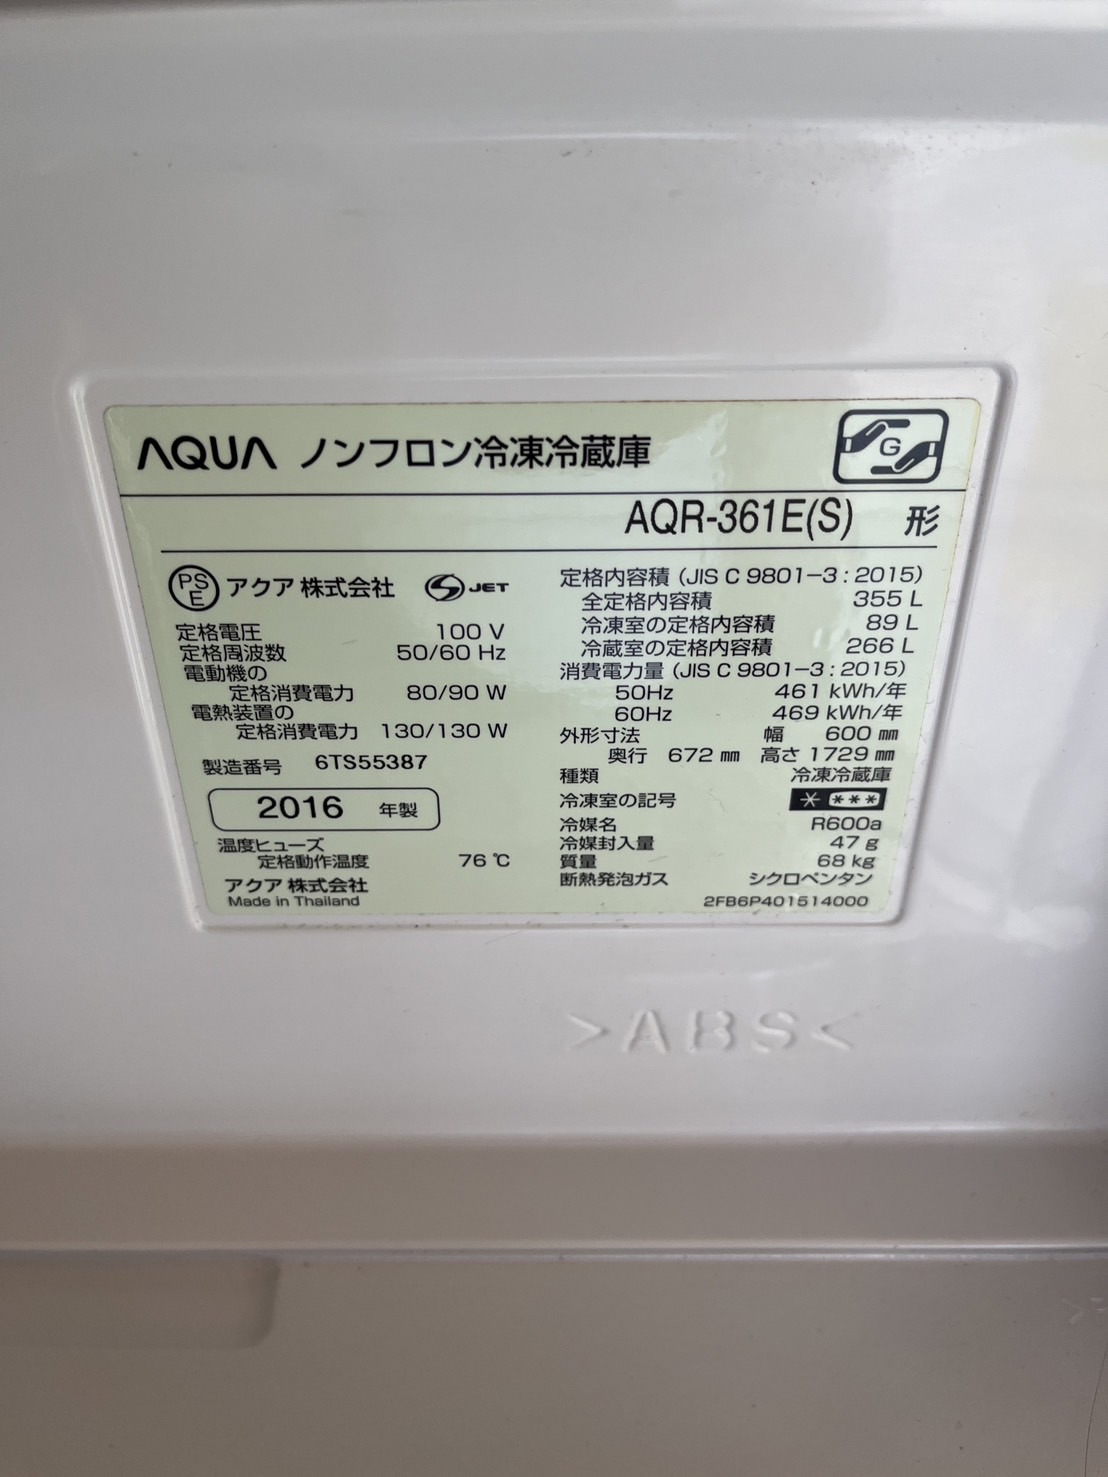 AQUA ノンフロン冷凍冷蔵庫
G
AQR-361E(S) 形
PSE アクア 株式会社 S JET
定格電圧 100 V
定格周波数 50/60 Hz
電動機の
定格消費電力 80/90 W
電熱装置の
定格消費電力 130/130 W
製造番号 6TS55387
2016 年製
温度ヒューズ
定格動作温度 76 ℃
アクア 株式会社
Made in Thailand
定格内容積 (JIS C 9801-3 : 2015)
全定格内容積 355 L
冷凍室の定格内容積 89 L
冷蔵室の定格内容積 266 L
消費電力量 (JIS C 9801-3 : 2015)
50Hz 461 kWh/年
60Hz 469 kWh/年
外形寸法 幅 600 ㎜
奥行 672 ㎜ 高さ 1729 ㎜
種類 冷凍冷蔵庫
冷凍室の記号 * ***
冷媒名 R600a
冷媒封入量 47 g
質量 68 kg
断熱発泡ガス シクロペンタン
2FB6P401514000
>ABS<